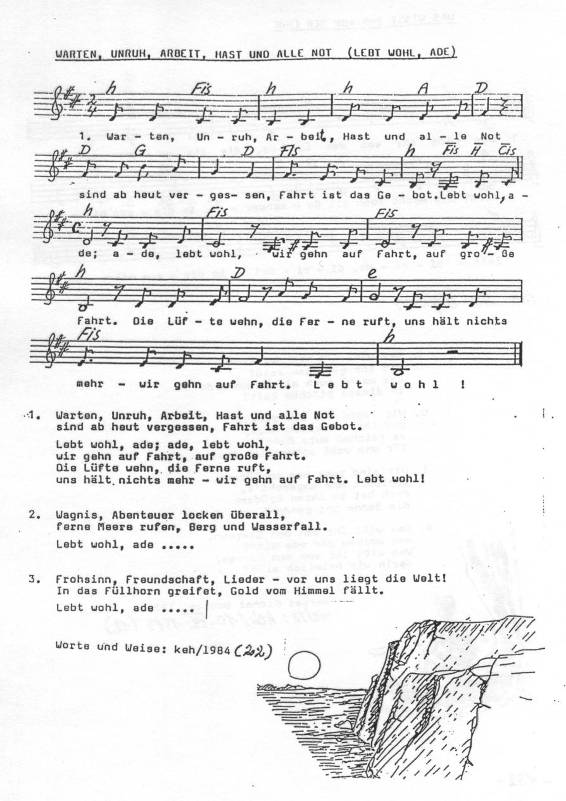 WARTEN, UNRUH, ARBEIT, HAST UND ALLE NOT (LEBT WOHL, ADE)
h Fis h h A D
2/4
1. War - ten, Un - ruh, Ar - beit, Hast und al - le Not
D G D FIs h Fis H Cis
sind ab heut ver - ges- sen, Fahrt ist das Ge - bot.Lebt wohl,a -
h Fis Fis
de; a - de, lebt wohl, wir gehn auf Fahrt, auf gro - ße
h D e
Fahrt. Die Lüf - te wehn, die Fer - ne ruft, uns hält nichts
Fis h
mehr - wir gehn auf Fahrt. L e b t w o h l !
1. Warten, Unruh, Arbeit, Hast und alle Not
sind ab heut vergessen, Fahrt ist das Gebot.
Lebt wohl, ade; ade, lebt wohl,
wir gehn auf Fahrt, auf große Fahrt.
Die Lüfte wehn, die Ferne ruft,
uns hält nichts mehr - wir gehn auf Fahrt. Lebt wohl!
2. Wagnis, Abenteuer locken überall,
ferne Meere rufen, Berg und Wasserfall.
Lebt wohl, ade .....
3. Frohsinn, Freundschaft, Lieder - vor uns liegt die Welt!
In das Füllhorn greifet, Gold vom Himmel fällt.
Lebt wohl, ade .....
Worte und Weise: keh/1984 (22)